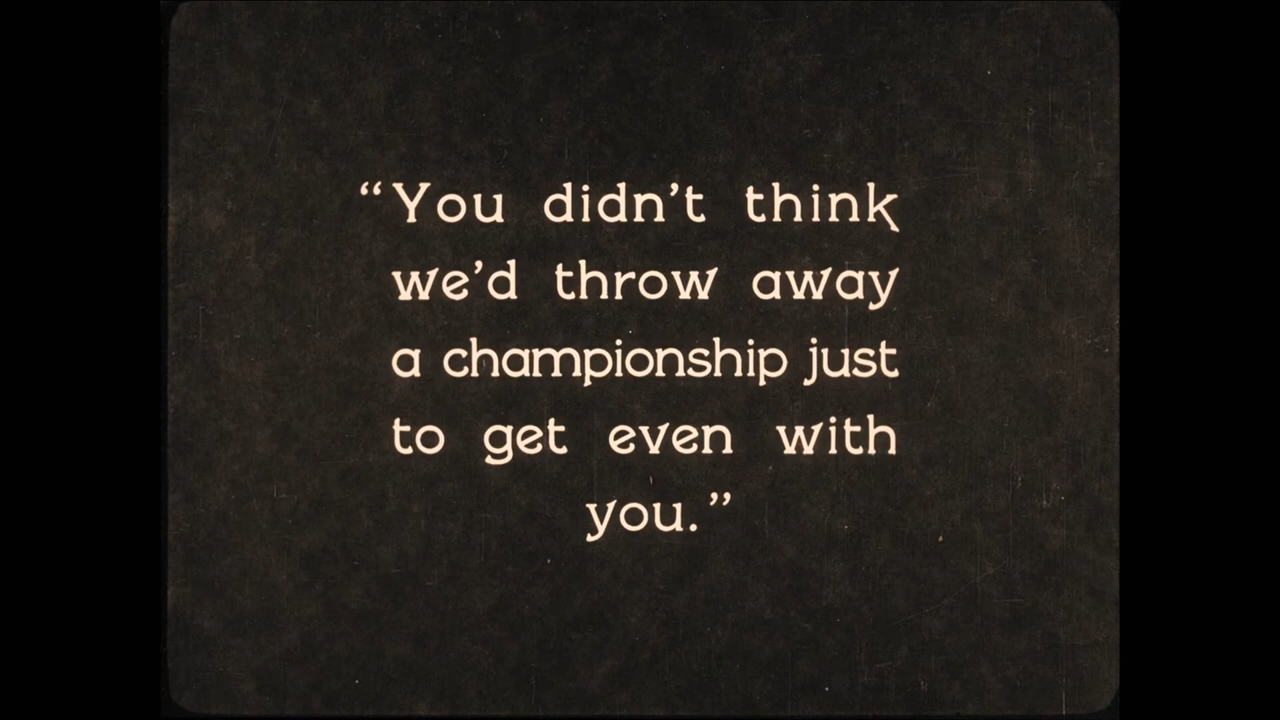 “You didn’t think
we’d throw away
a championship just
to get even with
you.”